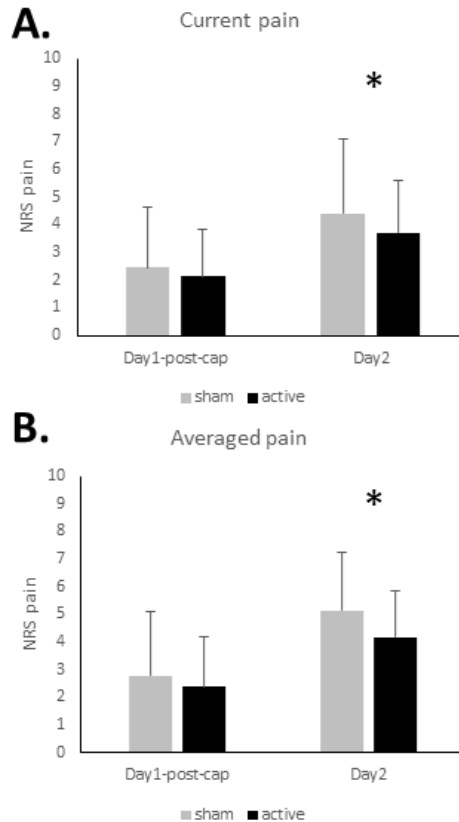 A.
Current pain
10
9
8
7
6
5
4
3
2
1
0
NRS pain
*
Day1-post-cap Day2
sham active
B.
Averaged pain
10
9
8
7
6
5
4
3
2
1
0
NRS pain
*
Day1-post-cap Day2
sham active